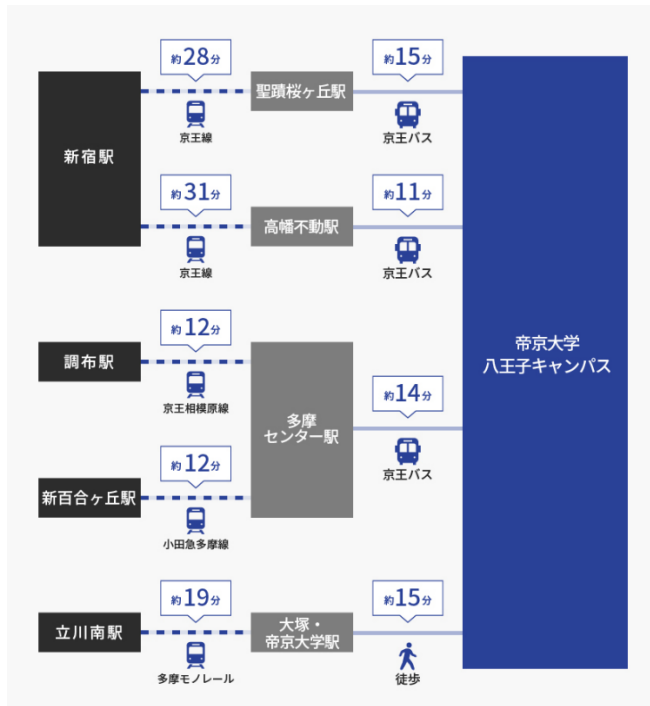 約28分
約15分
新宿駅
聖蹟桜ヶ丘駅
京王線
京王バス
約31分
約11分
高幡不動駅
京王線
京王バス
帝京大学
八王子キャンパス
約12分
調布駅
京王相模原線
多摩
センター駅
約14分
京王バス
約12分
新百合ヶ丘駅
小田急多摩線
約19分
約15分
立川南駅
大塚・
帝京大学駅
多摩モノレール
徒歩